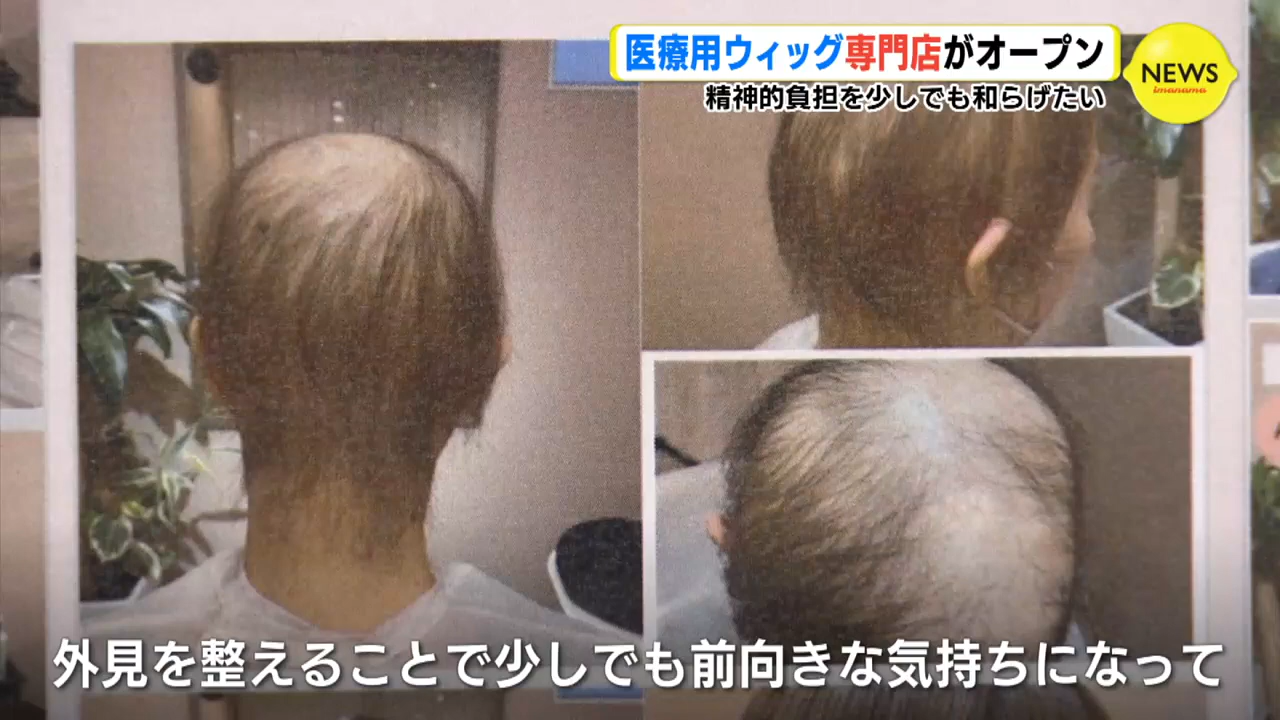 医療用ウィッグ専門店がオープン
精神的負担を少しでも和らげたい
NEWS
imanama
外見を整えることで少しでも前向きな気持ちになって